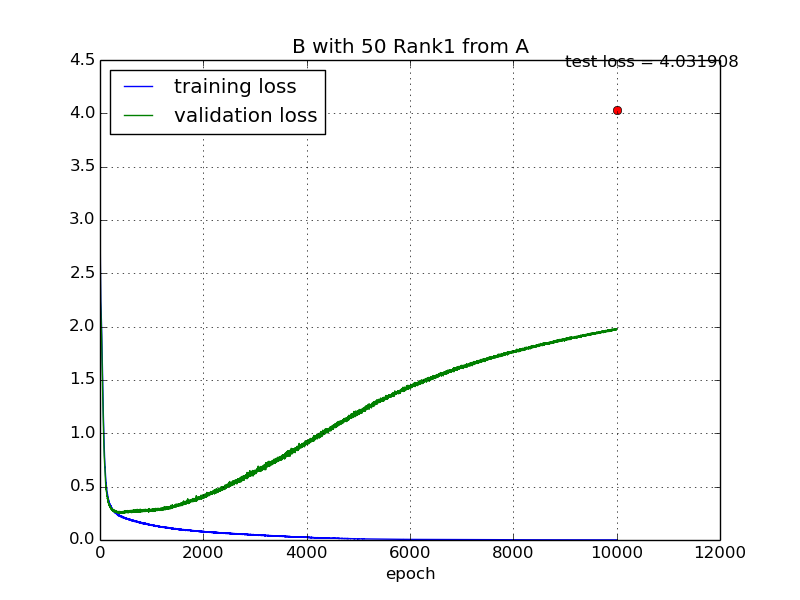 B with 50 Rank1 from A
test loss = 4.031908
training loss
validation loss
4.5
4.0
3.5
3.0
2.5
2.0
1.5
1.0
0.5
0.0
0 2000 4000 6000 8000 10000 12000
epoch